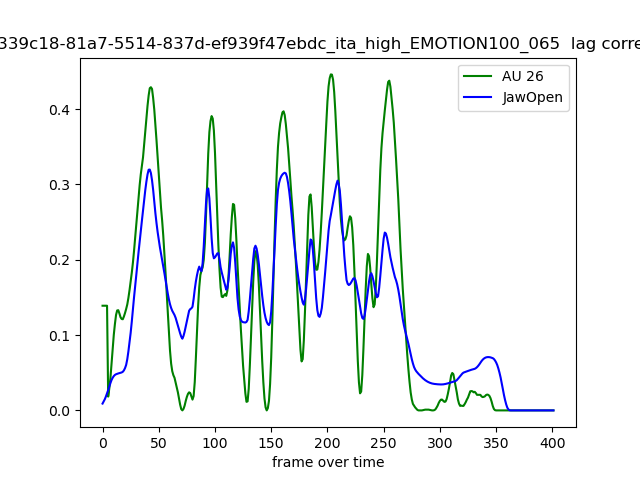 339c18-81a7-5514-837d-ef939f47ebdc_ita_high_EMOTION100_065 lag corre
AU 26
JawOpen
0.4
0.3
0.2
0.1
0.0
0 50 100 150 200 250 300 350 400
frame over time